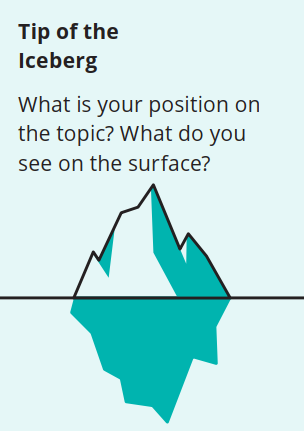 Tip of the
Iceberg
What is your position on
the topic? What do you
see on the surface?